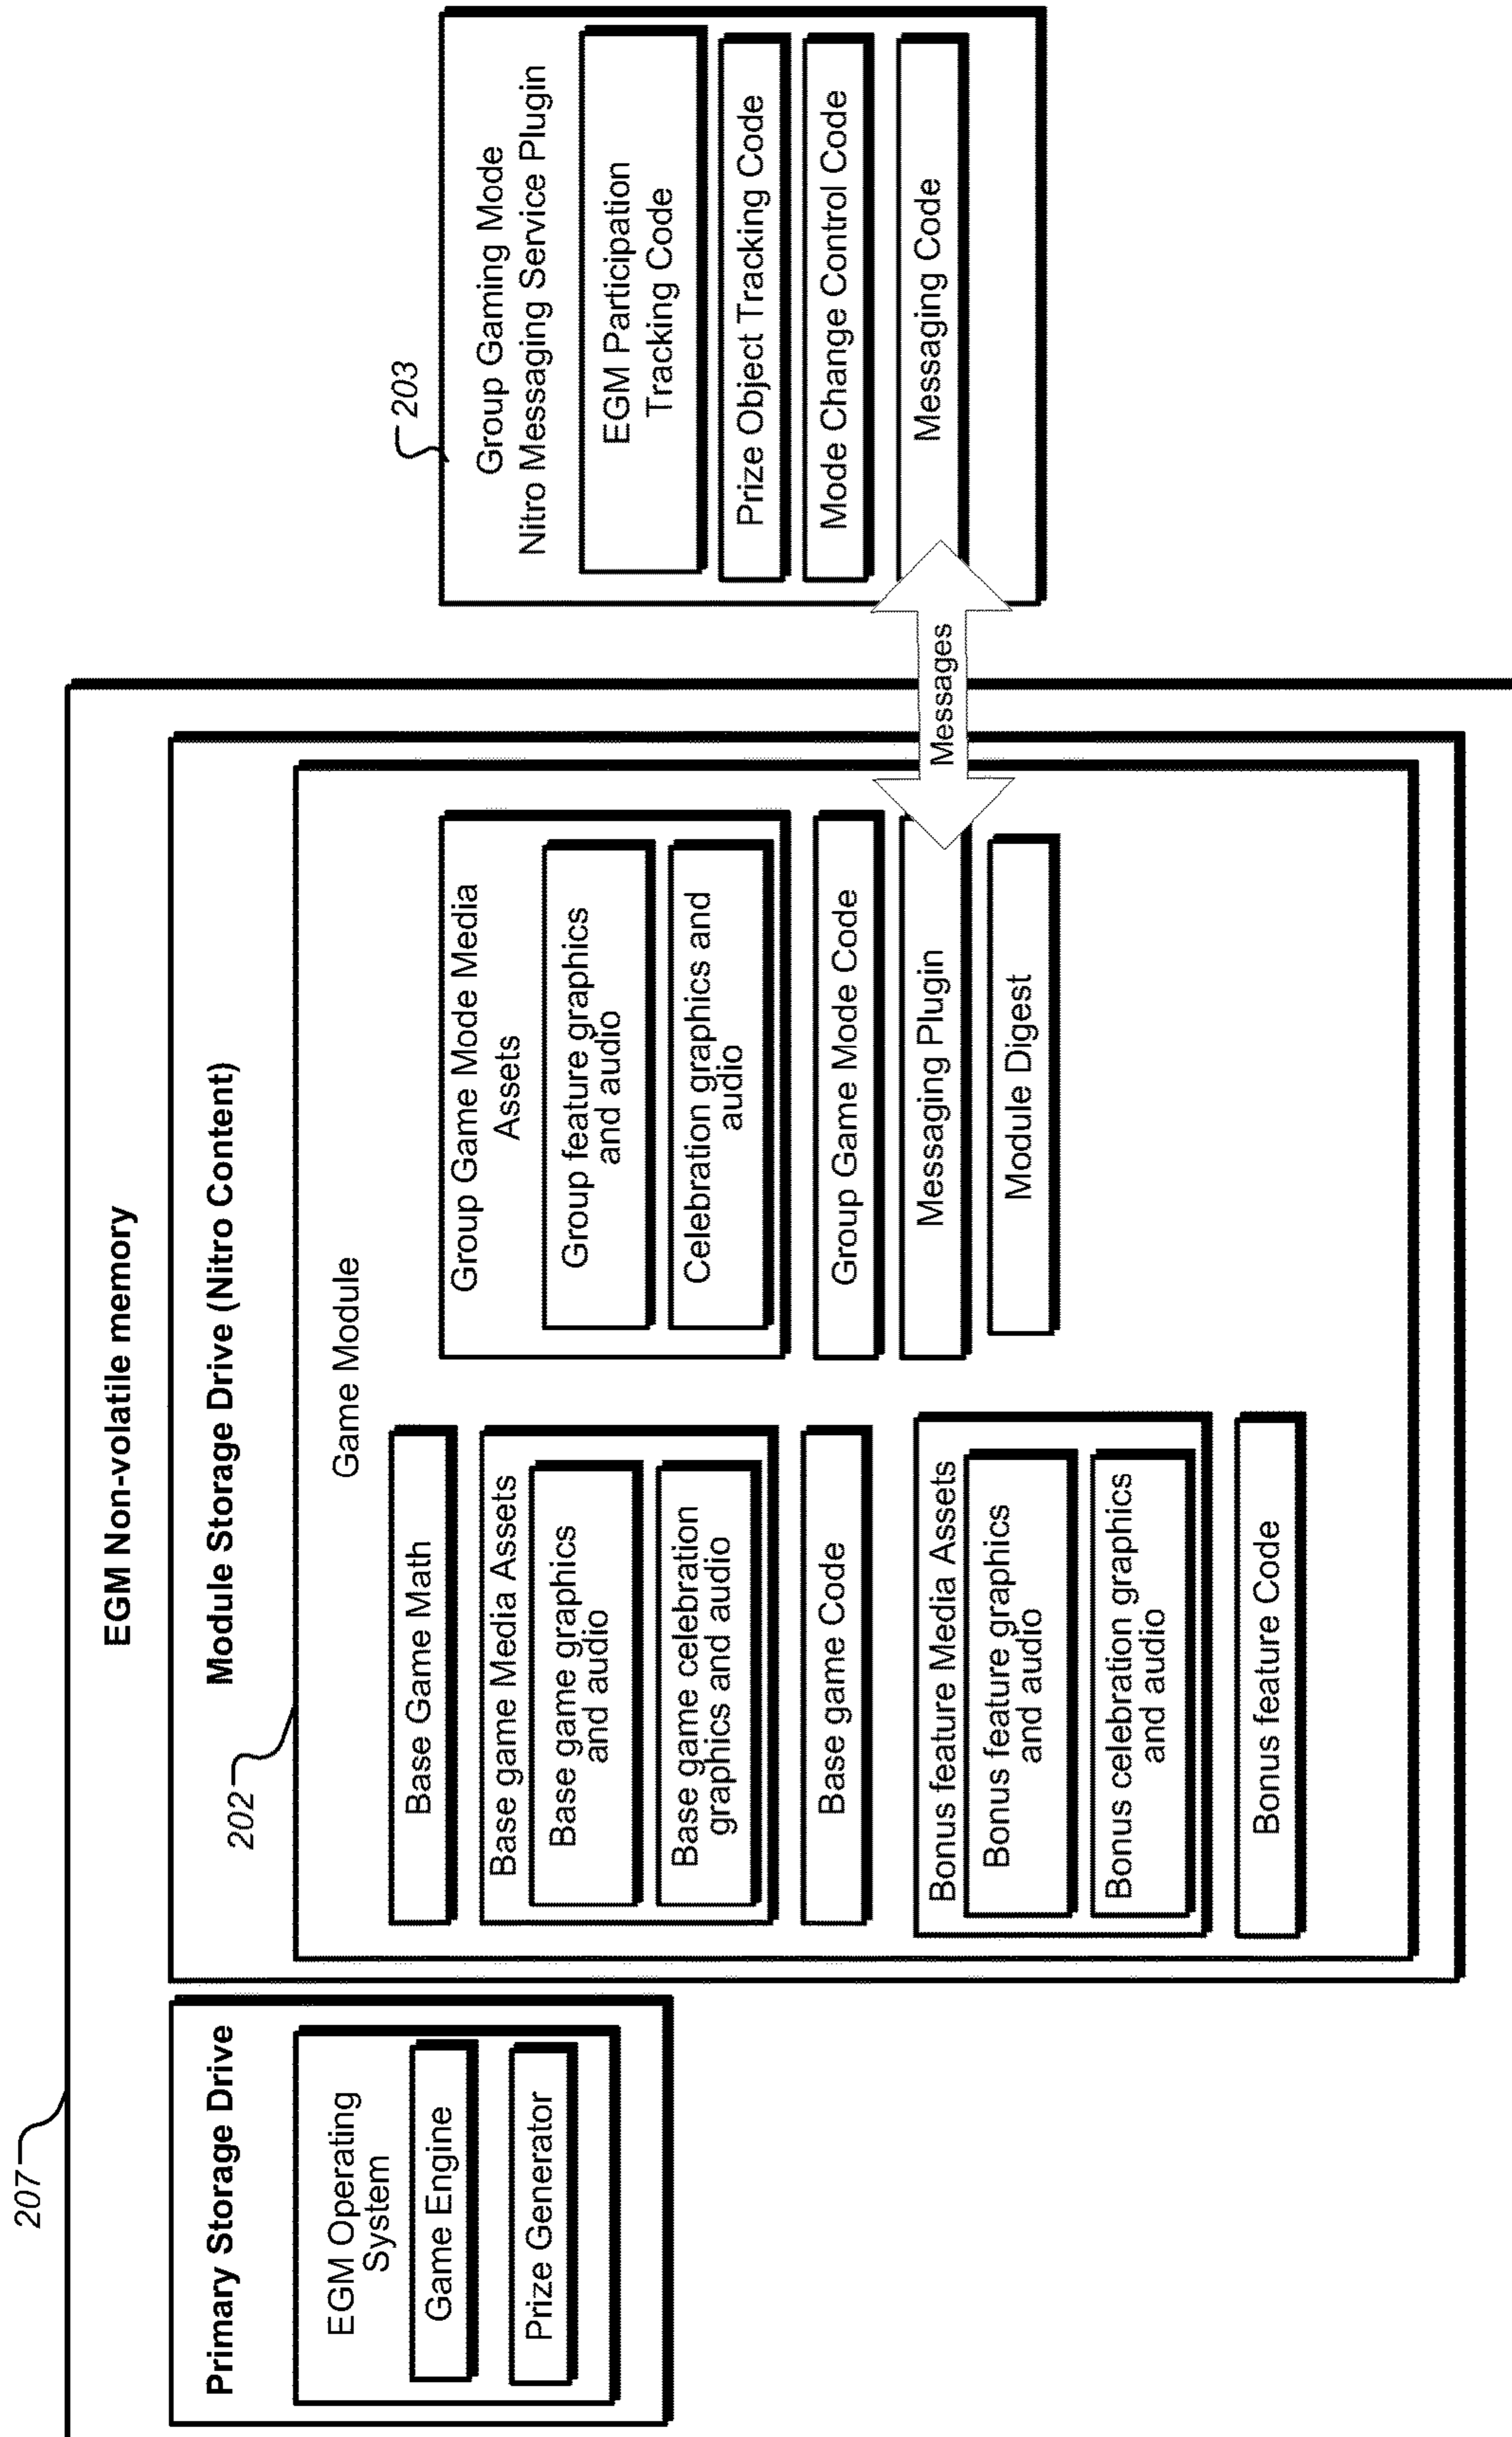 207
EGM Non-volatile memory
Primary Storage Drive
EGM Operating
System
Game Engine
Prize Generator
Module Storage Drive (Nitro Content)
202
Game Module
Base Game Math
Base game Media Assets
Base game graphics
and audio
Base game celebration
graphics and audio
Base game Code
Bonus feature Media Assets
Bonus feature graphics
and audio
Bonus celebration graphics
and audio
Bonus feature Code
Group Game Mode Media
Assets
Group feature graphics
and audio
Celebration graphics and
audio
Group Game Mode Code
Messaging Plugin
Module Digest
Messages
203
Group Gaming Mode
Nitro Messaging Service Plugin
EGM Participation
Tracking Code
Prize Object Tracking Code
Mode Change Control Code
Messaging Code